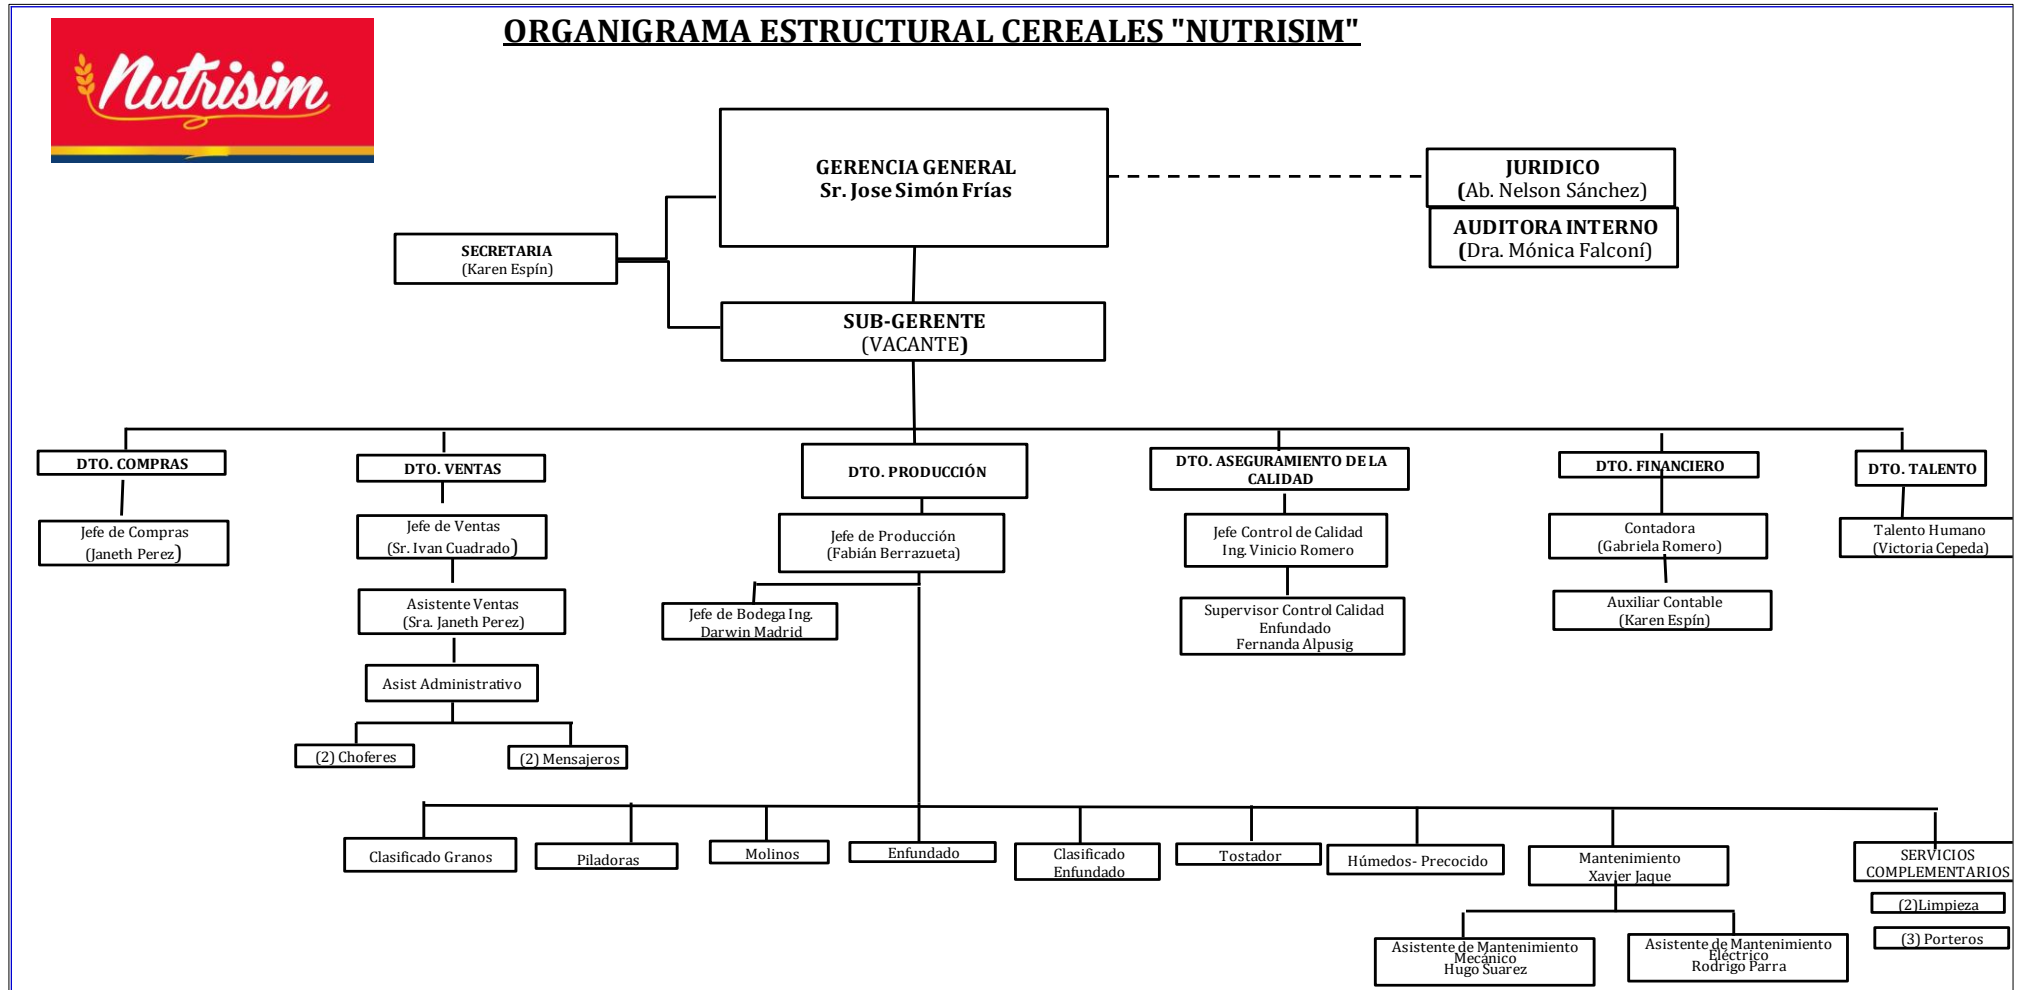 ORGANIGRAMA ESTRUCTURAL CEREALES "NUTRISIM"
Nutrisim
GERENCIA GENERAL
Sr. Jose Simón Frías
JURIDICO
(Ab. Nelson Sánchez)
AUDITORA INTERNO
(Dra. Mónica Falconí)
SECRETARIA
(Karen Espín)
SUB-GERENTE
(VACANTE)
DTO. COMPRAS
Jefe de Compras
(Janeth Perez)
DTO. VENTAS
Jefe de Ventas
(Sr. Ivan Cuadrado)
Asistente Ventas
(Sra. Janeth Perez)
Asist Administrativo
(2) Choferes
(2) Mensajeros
DTO. PRODUCCIÓN
Jefe de Producción
(Fabián Berrazueta)
Jefe de Bodega Ing.
Darwin Madrid
DTO. ASEGURAMIENTO DE LA
CALIDAD
Jefe Control de Calidad
Ing. Vinicio Romero
Supervisor Control Calidad
Enfundado
Fernanda Alpusig
DTO. FINANCIERO
Contadora
(Gabriela Romero)
Auxiliar Contable
(Karen Espín)
DTO. TALENTO
Talento Humano
(Victoria Cepeda)
Clasificado Granos
Piladoras
Molinos
Enfundado
Clasificado
Enfundado
Tostador
Húmedos- Precocido
Mantenimiento
Xavier Jaque
Asistente de Mantenimiento
Mecánico
Hugo Suarez
Asistente de Mantenimiento
Eléctrico
Rodrigo Parra
SERVICIOS
COMPLEMENTARIOS
(2)Limpieza
(3) Porteros